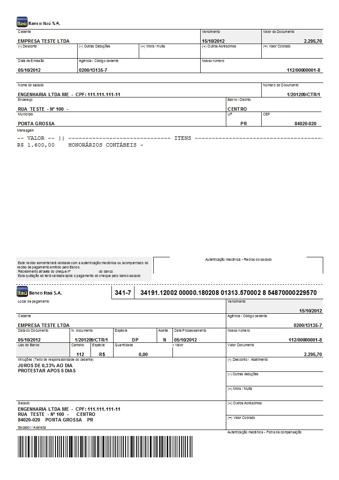 Banco Itaú S.A.
Cedente Vencimento Valor do Documento
EMPRESA TESTE LTDA 15/10/2012 2.295,70
(-) Desconto (-) Outras Deduções (+) Mora / Multa (+) Outros Acréscimos (=) Valor Cobrado
Data de Emissão Agência / Código cedente Nosso número
05/10/2012 0200/13135-7 112/00000001-8
Nome do sacado Número do Documento
ENGENHARIA LTDA ME - CPF: 111.111.111-11 1/201209/CTR/1
Endereço Bairro / Distrito
RUA TESTE - Nº 100 - CENTRO
Município UF CEP
PONTA GROSSA PR 84020-020
Mensagem
-- VALOR -- || -------------------------- ITENS --------------------------
R$ 1.600,00 HONORÁRIOS CONTÁBEIS -
Este recibo somente terá validade com a autenticação mecânica ou acompanhado do
recibo de pagamento emitido pelo Banco.
Recebimento através do cheque nº do banco
Esta quitação só terá validade após o pagamento do cheque pelo banco sacado.
Autenticação mecânica - Recibo do sacado
Banco Itaú S.A. 341-7 34191.12002 00000.180208 01313.570002 8 54870000229570
Local de pagamento Vencimento
15/10/2012
Cedente Agência / Código cedente
EMPRESA TESTE LTDA 0200/13135-7
Data do Documento N. documento Espécie Aceite Data Processamento Nosso número
05/10/2012 1/201209/CTR/1 DP N 05/10/2012 112/00000001-8
Uso do Banco Carteira Espécie Quantidade Valor Valor Documento
112 R$ 0,00 2.295,70
Instruções (Texto de responsabilidade do cedente) (-) Desconto / Abatimento
JUROS DE 0,33% AO DIA
PROTESTAR APOS 5 DIAS
(-) Outras deduções
(+) Mora / Multa
(+) Outros Acréscimos
Sacado
ENGENHARIA LTDA ME - CPF: 111.111.111-11
RUA TESTE - Nº 100 - CENTRO
84020-020 PONTA GROSSA PR
(=) Valor Cobrado
Sacador / Avalista
Autenticação mecânica - Ficha de compensação